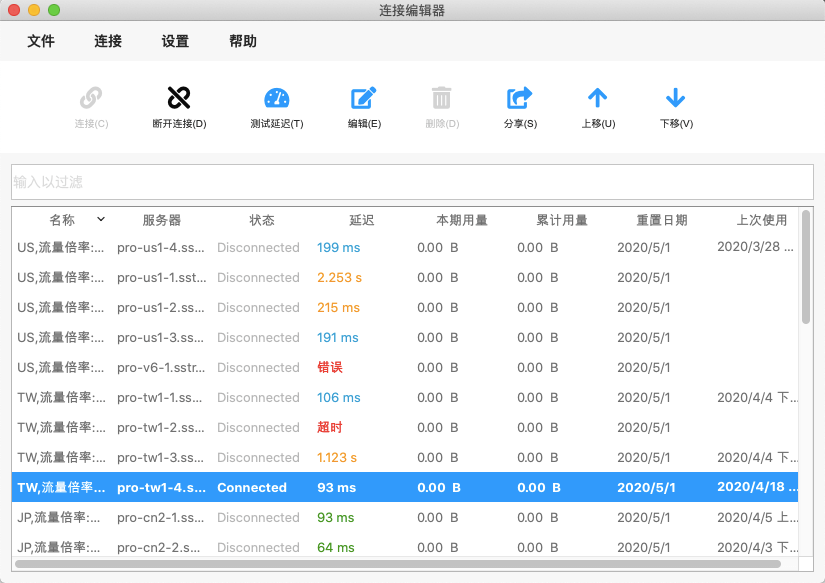 连接编辑器
文件 连接 设置 帮助
连接(C) 断开连接(D) 测试延迟(T) 编辑(E) 删除(D) 分享(S) 上移(U) 下移(V)
输入以过滤
名称 服务器 状态 延迟 本期用量 累计用量 重置日期 上次使用
US,流量倍率:... pro-us1-4.ss... Disconnected 199 ms 0.00 B 0.00 B 2020/5/1 2020/3/28 ...
US,流量倍率:... pro-us1-1.sst... Disconnected 2.253 s 0.00 B 0.00 B 2020/5/1
US,流量倍率:... pro-us1-2.ss... Disconnected 215 ms 0.00 B 0.00 B 2020/5/1
US,流量倍率:... pro-us1-3.ss... Disconnected 191 ms 0.00 B 0.00 B 2020/5/1
US,流量倍率:... pro-v6-1.sstr... Disconnected 错误 0.00 B 0.00 B 2020/5/1
TW,流量倍率:... pro-tw1-1.ss... Disconnected 106 ms 0.00 B 0.00 B 2020/5/1 2020/4/4 下...
TW,流量倍率:... pro-tw1-2.ss... Disconnected 超时 0.00 B 0.00 B 2020/5/1
TW,流量倍率:... pro-tw1-3.ss... Disconnected 1.123 s 0.00 B 0.00 B 2020/5/1 2020/4/4 下...
TW,流量倍率... pro-tw1-4.s... Connected 93 ms 0.00 B 0.00 B 2020/5/1 2020/4/18 ...
JP,流量倍率:... pro-cn2-1.ss... Disconnected 93 ms 0.00 B 0.00 B 2020/5/1 2020/4/5 上...
JP,流量倍率:... pro-cn2-2.s... Disconnected 64 ms 0.00 B 0.00 B 2020/5/1 2020/4/3 下...